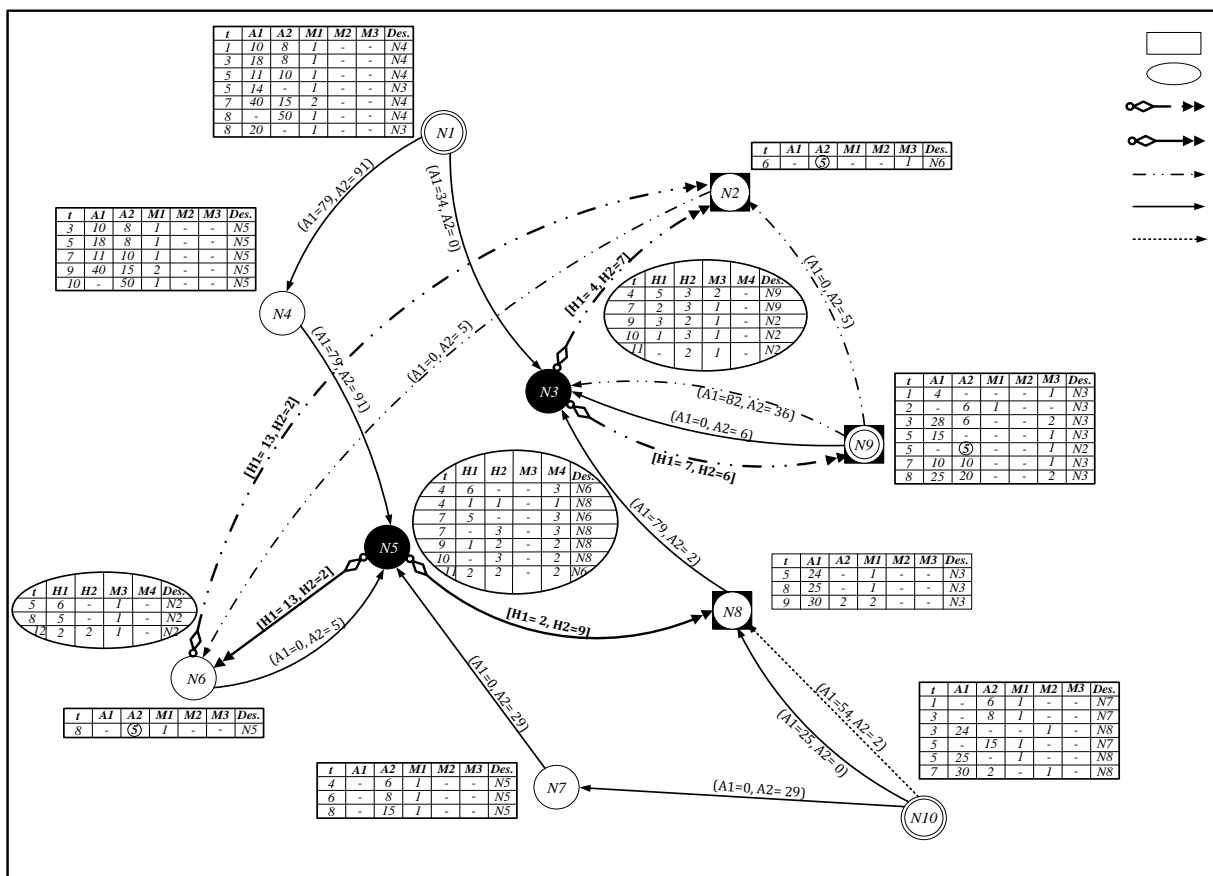 t A1 A2 M1 M2 M3 Des.
1 10 8 1 - - N4
3 18 8 1 - - N4
5 11 10 1 - - N4
5 14 - 1 - - N3
7 40 15 2 - - N4
8 - 50 1 - - N4
8 20 - 1 - - N3
N1
(A1=79, A2=91)
(A1=34, A2=0)
t A1 A2 M1 M2 M3 Des.
6 - 5 - - 1 N6
N2
t A1 A2 M1 M2 M3 Des.
3 10 8 1 - - N5
5 18 8 1 - - N5
7 11 10 1 - - N5
9 40 15 2 - - N5
10 - 50 1 - - N5
N4
[H1=4, H2=7]
t H1 H2 M3 M4 Des.
4 5 3 2 - N9
7 2 3 1 - N9
9 3 2 1 - N2
10 1 3 1 - N2
11 - 2 1 - N2
(A1=0, A2=5)
(A1=0, A2=5)
(A1=79, A2=91)
[H1=13, H2=2]
N3
(A1=82, A2=36)
(A1=0, A2=6)
[H1=7, H2=6]
N9
t A1 A2 M1 M2 M3 Des.
1 4 - - - 1 N3
2 - 6 1 - - N3
3 28 6 - - 2 N3
5 15 - - - 1 N3
5 - 5 - - 1 N2
7 10 10 - - 1 N3
8 25 20 - - 2 N3
t H1 H2 M3 M4 Des.
4 6 - - 3 N6
4 1 1 - 1 N8
7 5 - - 3 N6
7 - 3 - 3 N8
9 1 2 - 2 N8
10 - 3 - 2 N8
11 2 2 - 2 N6
N5
(A1=79, A2=2)
t A1 A2 M1 M2 M3 Des.
5 24 - 1 - - N3
8 25 - 1 - - N3
9 30 2 2 - - N3
N8
t H1 H2 M3 M4 Des.
5 6 - 1 - N2
8 5 - 1 - N2
12 2 2 1 - N2
[H1=13, H2=2]
[H1=2, H2=9]
(A1=0, A2=5)
N6
t A1 A2 M1 M2 M3 Des.
8 - 5 1 - - N5
(A1=0, A2=29)
(A1=54, A2=2)
(A1=25, A2=0)
t A1 A2 M1 M2 M3 Des.
1 - 6 1 - - N7
3 - 8 1 - - N7
3 24 - - 1 - N8
5 - 15 1 - - N7
5 25 - 1 - - N8
7 30 2 - 1 - N8
t A1 A2 M1 M2 M3 Des.
4 - 6 1 - - N5
6 - 8 1 - - N5
8 - 15 1 - - N5
N7
(A1=0, A2=29)
N10